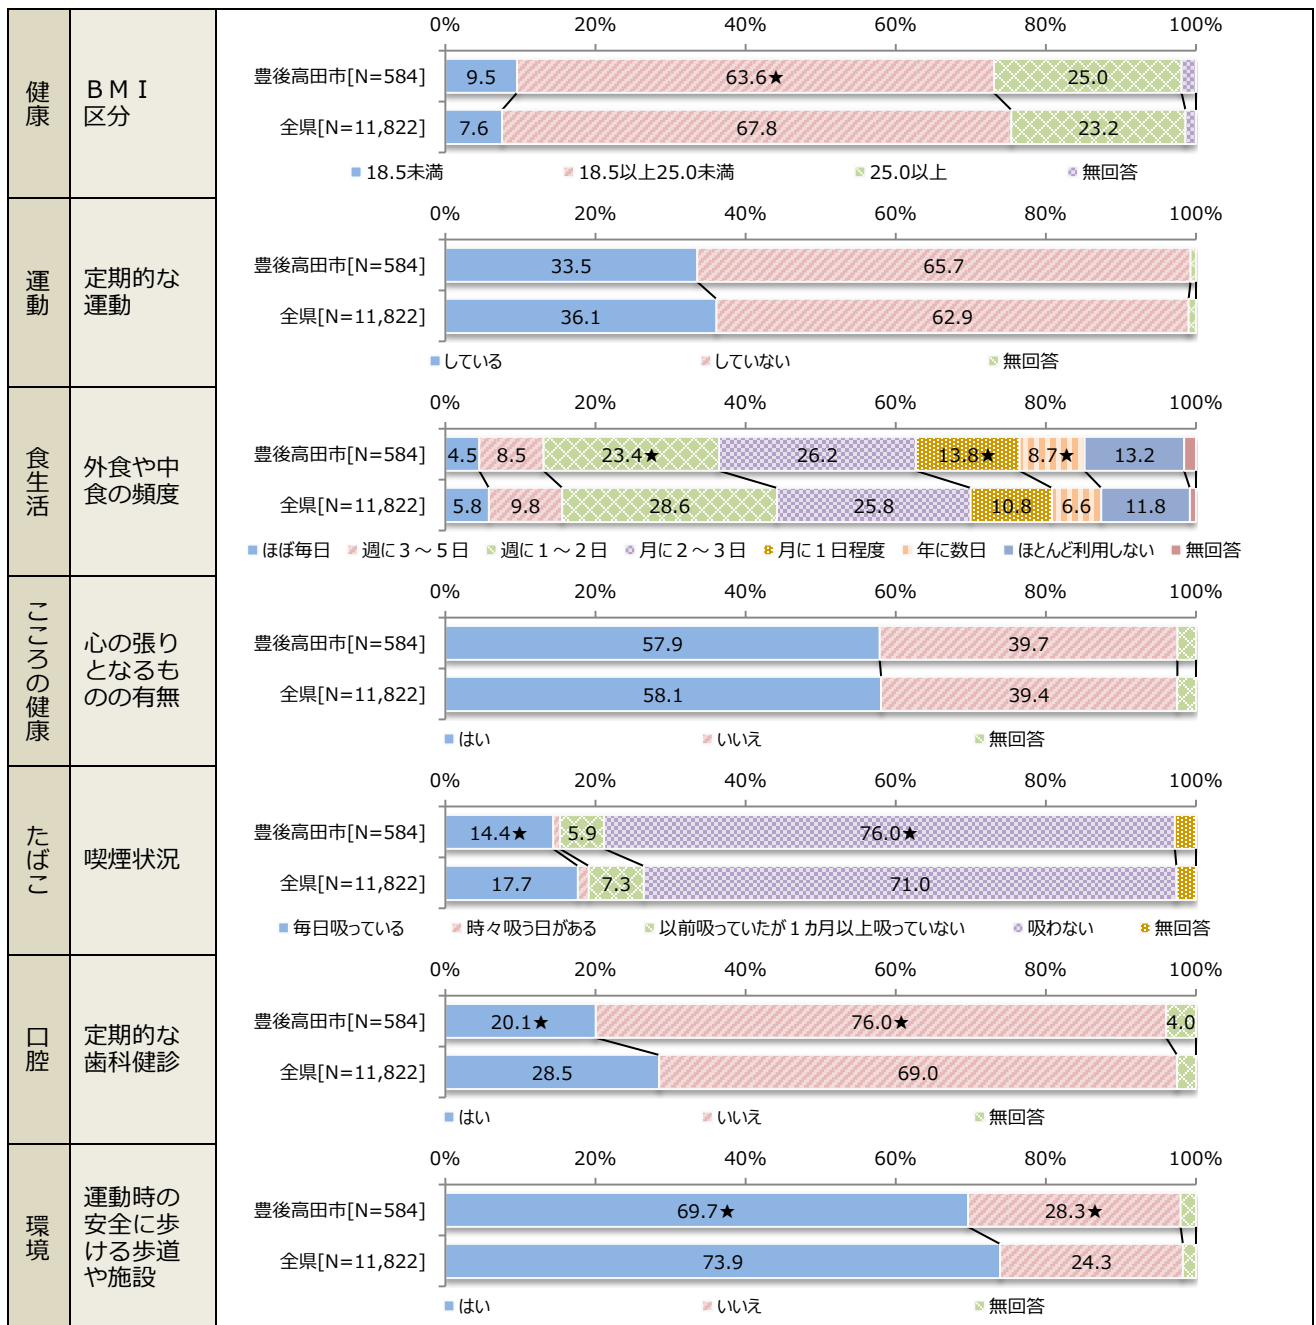 健康
ＢＭＩ
区分
0% 20% 40% 60% 80% 100%
豊後高田市[N=584] 9.5 63.6★ 25.0
全県[N=11,822] 7.6 67.8 23.2
18.5未満 18.5以上25.0未満 25.0以上 無回答
運動
定期的な
運動
0% 20% 40% 60% 80% 100%
豊後高田市[N=584] 33.5 65.7
全県[N=11,822] 36.1 62.9
している していない 無回答
食生活
外食や中
食の頻度
0% 20% 40% 60% 80% 100%
豊後高田市[N=584] 4.5 8.5 23.4★ 26.2 13.8★ 8.7★ 13.2
全県[N=11,822] 5.8 9.8 28.6 25.8 10.8 6.6 11.8
ほぼ毎日 週に３～５日 週に１～２日 月に２～３日 月に１日程度 年に数日 ほとんど利用しない 無回答
こころの健康
心の張り
となるも
のの有無
0% 20% 40% 60% 80% 100%
豊後高田市[N=584] 57.9 39.7
全県[N=11,822] 58.1 39.4
はい いいえ 無回答
たばこ
喫煙状況
0% 20% 40% 60% 80% 100%
豊後高田市[N=584] 14.4★ 5.9 76.0★
全県[N=11,822] 17.7 7.3 71.0
毎日吸っている 時々吸う日がある 以前吸っていたが１カ月以上吸っていない 吸わない 無回答
口腔
定期的な
歯科健診
0% 20% 40% 60% 80% 100%
豊後高田市[N=584] 20.1★ 76.0★ 4.0
全県[N=11,822] 28.5 69.0
はい いいえ 無回答
環境
運動時の
安全に歩
ける歩道
や施設
0% 20% 40% 60% 80% 100%
豊後高田市[N=584] 69.7★ 28.3★
全県[N=11,822] 73.9 24.3
はい いいえ 無回答